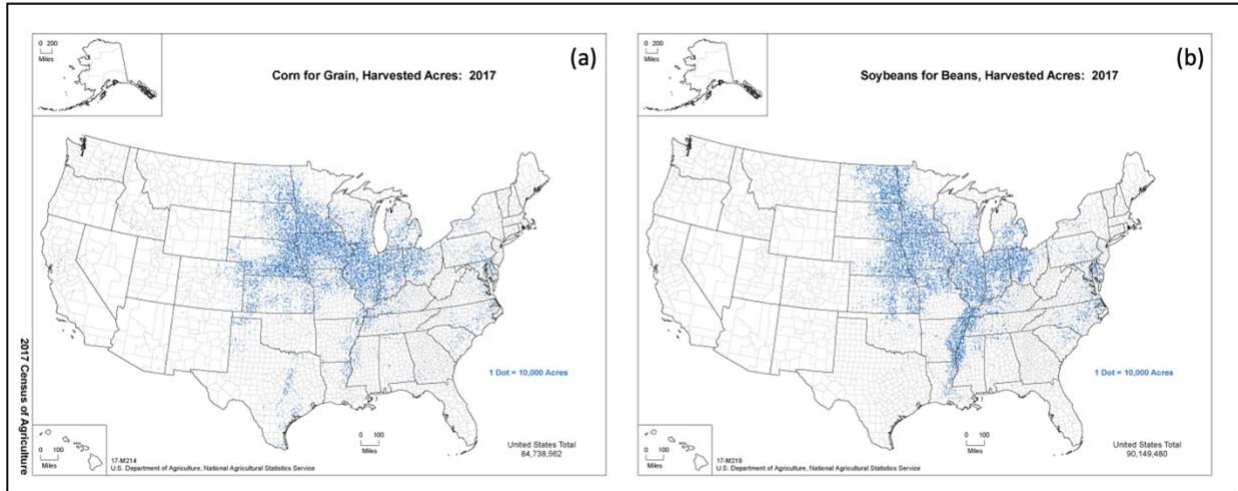 0 200
Miles
(a)
Corn for Grain, Harvested Acres: 2017
1 Dot = 10,000 Acres
2017 Census of Agriculture
0 100
Miles
0 100
Miles
United States Total
84,738,562
17-M214
U.S. Department of Agriculture, National Agricultural Statistics Service
0 200
Miles
(b)
Soybeans for Beans, Harvested Acres: 2017
1 Dot = 10,000 Acres
0 100
Miles
0 100
Miles
United States Total
90,149,480
17-M219
U.S. Department of Agriculture, National Agricultural Statistics Service